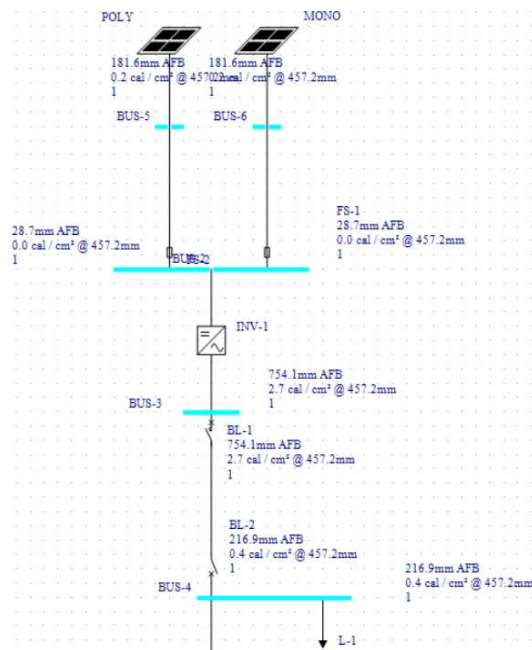 POLY
MONO
181.6mm AFB
181.6mm AFB
0.2 cal / cm² @ 457.2mm
1
1
BUS-5
BUS-6
28.7mm AFB
0.0 cal / cm² @ 457.2mm
1
FS-1
28.7mm AFB
0.0 cal / cm² @ 457.2mm
1
BUS-2
FS-2
INV-1
754.1mm AFB
2.7 cal / cm² @ 457.2mm
1
BUS-3
BL-1
754.1mm AFB
2.7 cal / cm² @ 457.2mm
1
BL-2
216.9mm AFB
0.4 cal / cm² @ 457.2mm
1
216.9mm AFB
0.4 cal / cm² @ 457.2mm
1
BUS-4
L-1